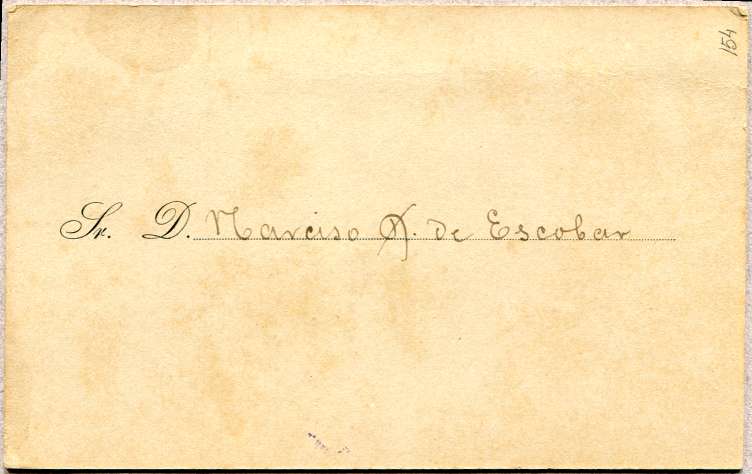 154
Sr. D. Narciso A. de Escobar